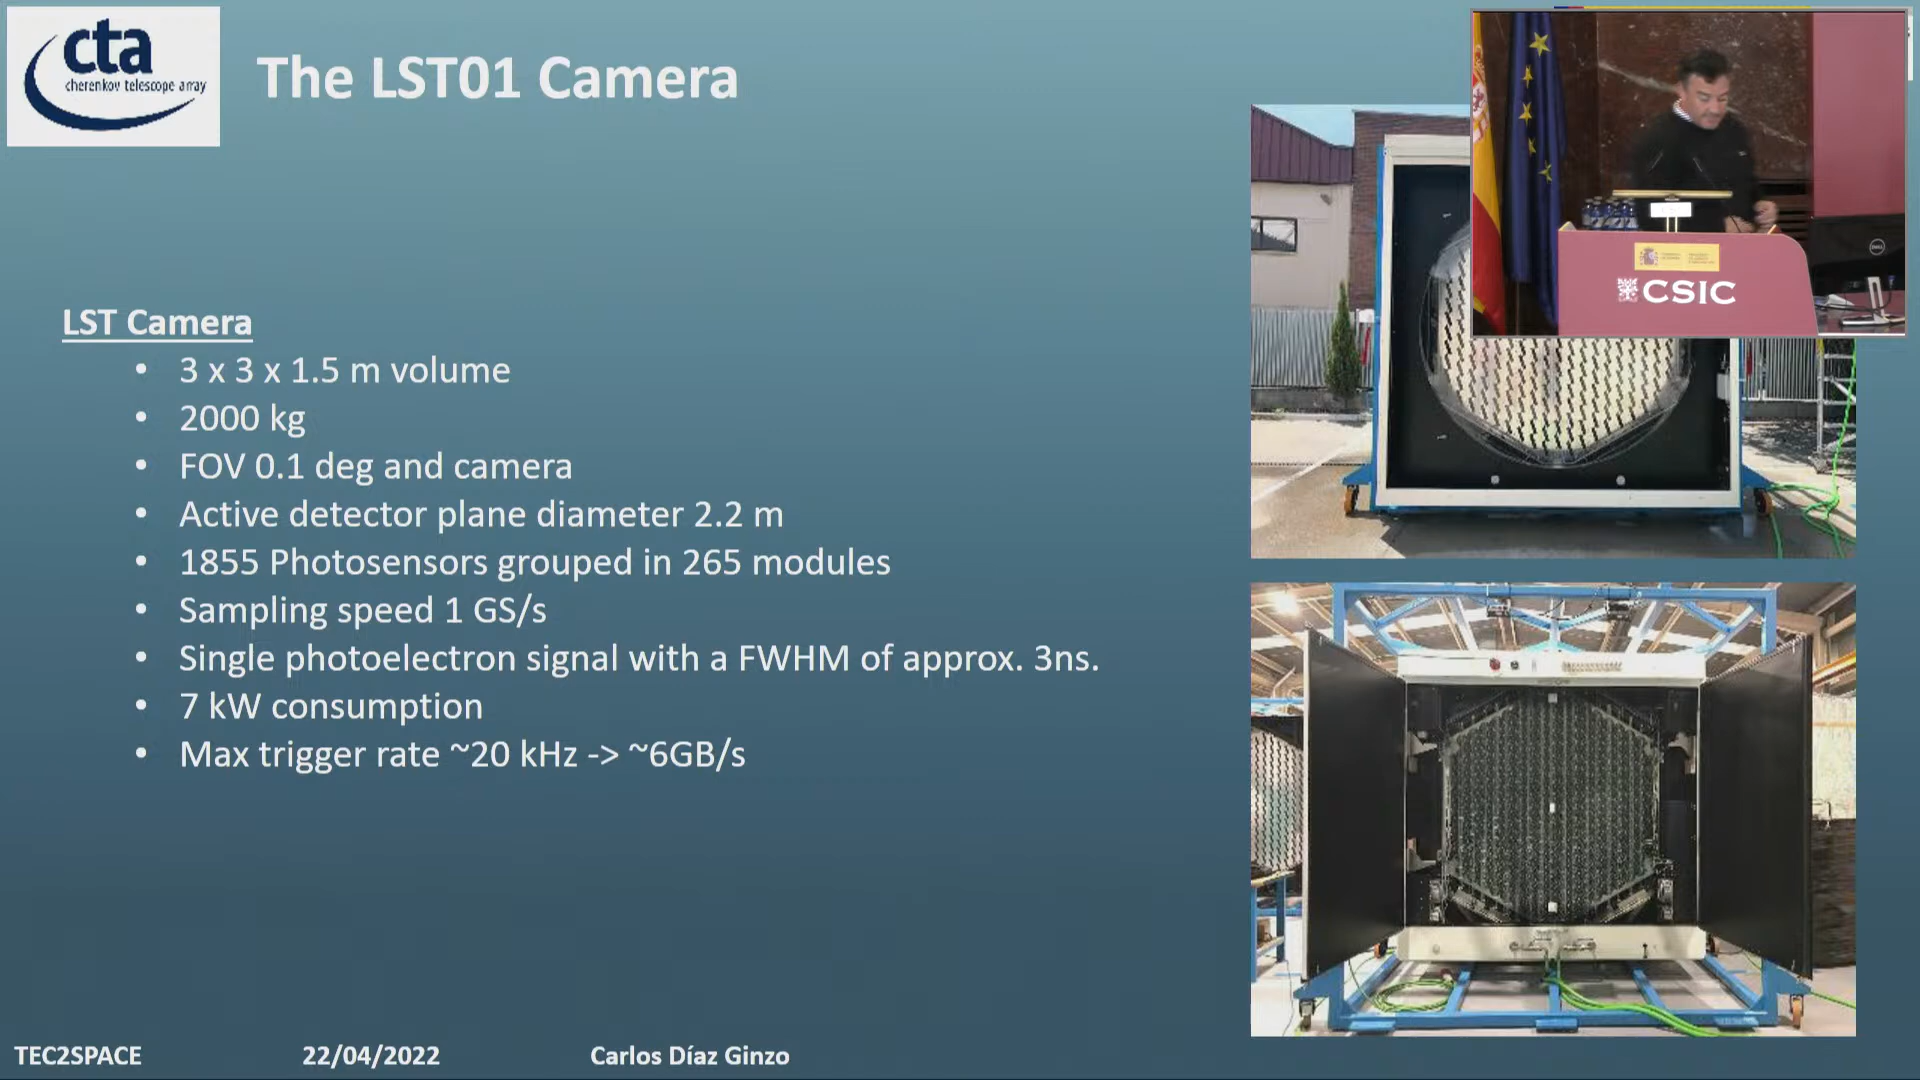 cta
cherenkov telescope array
The LST01 Camera
LST Camera
• 3 x 3 x 1.5 m volume
• 2000 kg
• FOV 0.1 deg and camera
• Active detector plane diameter 2.2 m
• 1855 Photosensors grouped in 265 modules
• Sampling speed 1 GS/s
• Single photoelectron signal with a FWHM of approx. 3ns.
• 7 kW consumption
• Max trigger rate ~20 kHz -> ~6GB/s
CSIC
DELL
TEC2SPACE
22/04/2022
Carlos Díaz Ginzo